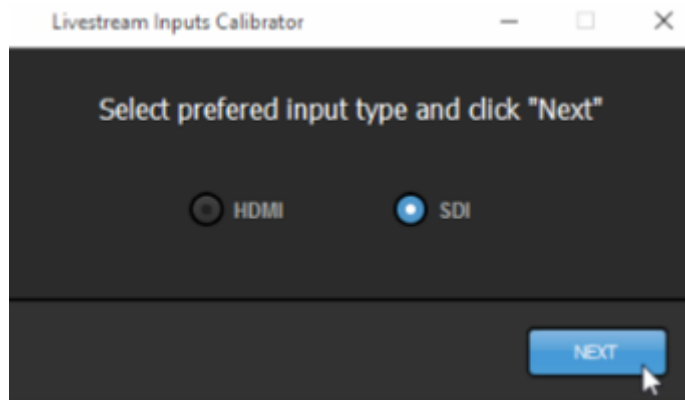 Livestream Inputs Calibrator
Select prefered input type and click "Next"
HDMI SDI
NEXT